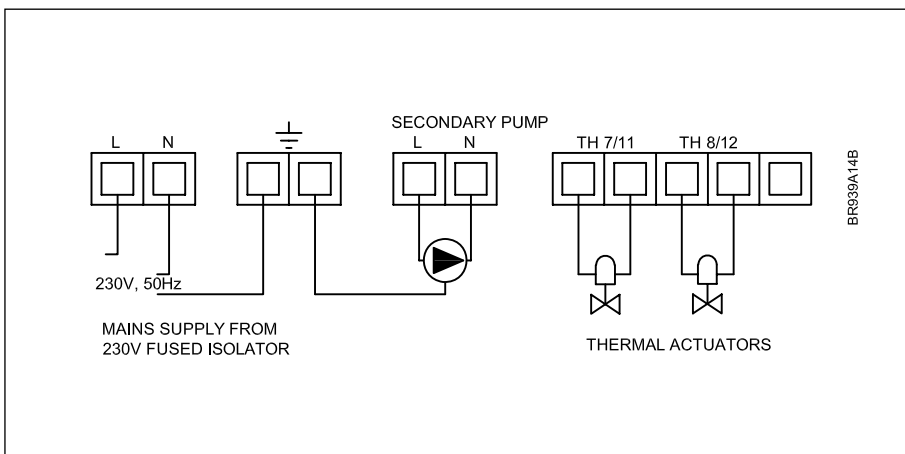 SECONDARY PUMP
L N
L N
TH 7/11 TH 8/12
230V, 50Hz
MAINS SUPPLY FROM
230V FUSED ISOLATOR
THERMAL ACTUATORS
BR939A14B